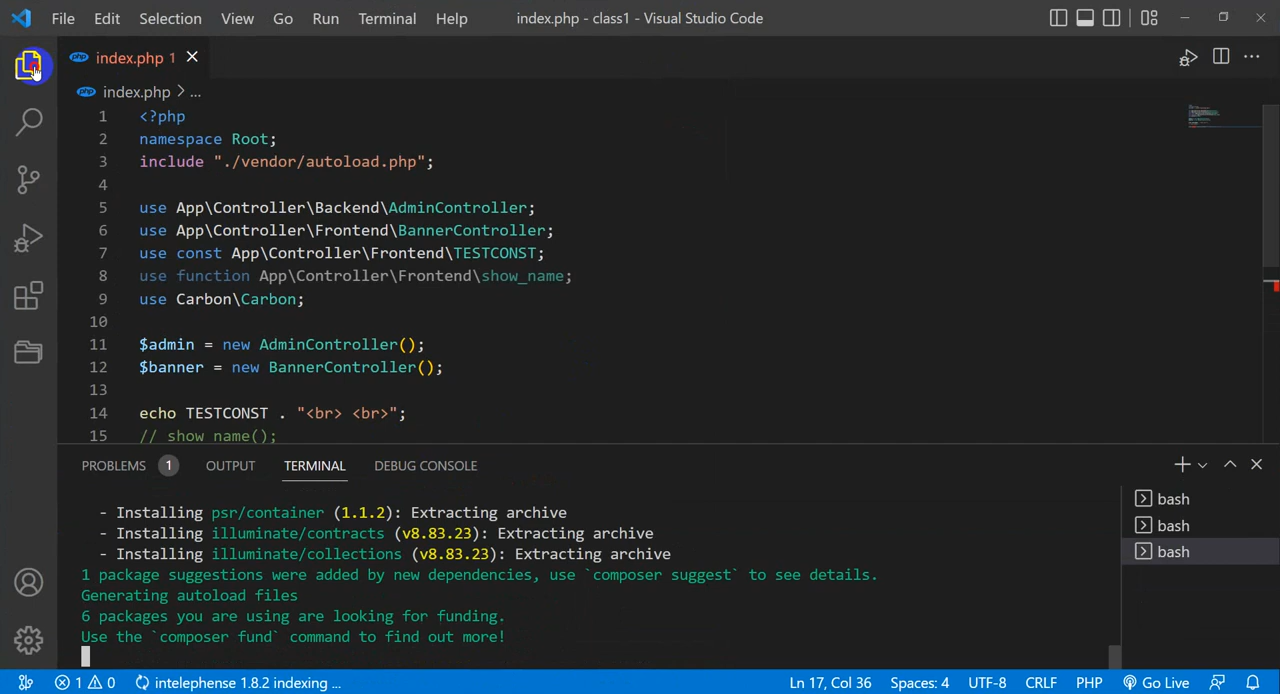 File Edit Selection View Go Run Terminal Help index.php - class1 - Visual Studio Code
php index.php 1
php index.php > ...
1 <?php
2 namespace Root;
3 include "./vendor/autoload.php";
4
5 use App\Controller\Backend\AdminController;
6 use App\Controller\Frontend\BannerController;
7 use const App\Controller\Frontend\TESTCONST;
8 use function App\Controller\Frontend\show_name;
9 use Carbon\Carbon;
10
11 $admin = new AdminController();
12 $banner = new BannerController();
13
14 echo TESTCONST . "<br> <br>";
15 // show_name();
PROBLEMS 1 OUTPUT TERMINAL DEBUG CONSOLE
- Installing psr/container (1.1.2): Extracting archive
- Installing illuminate/contracts (v8.83.23): Extracting archive
- Installing illuminate/collections (v8.83.23): Extracting archive
1 package suggestions were added by new dependencies, use `composer suggest` to see details.
Generating autoload files
6 packages you are using are looking for funding.
Use the `composer fund` command to find out more!
bash
bash
bash
1 0 intelephense 1.8.2 indexing ... Ln 17, Col 36 Spaces: 4 UTF-8 CRLF PHP Go Live